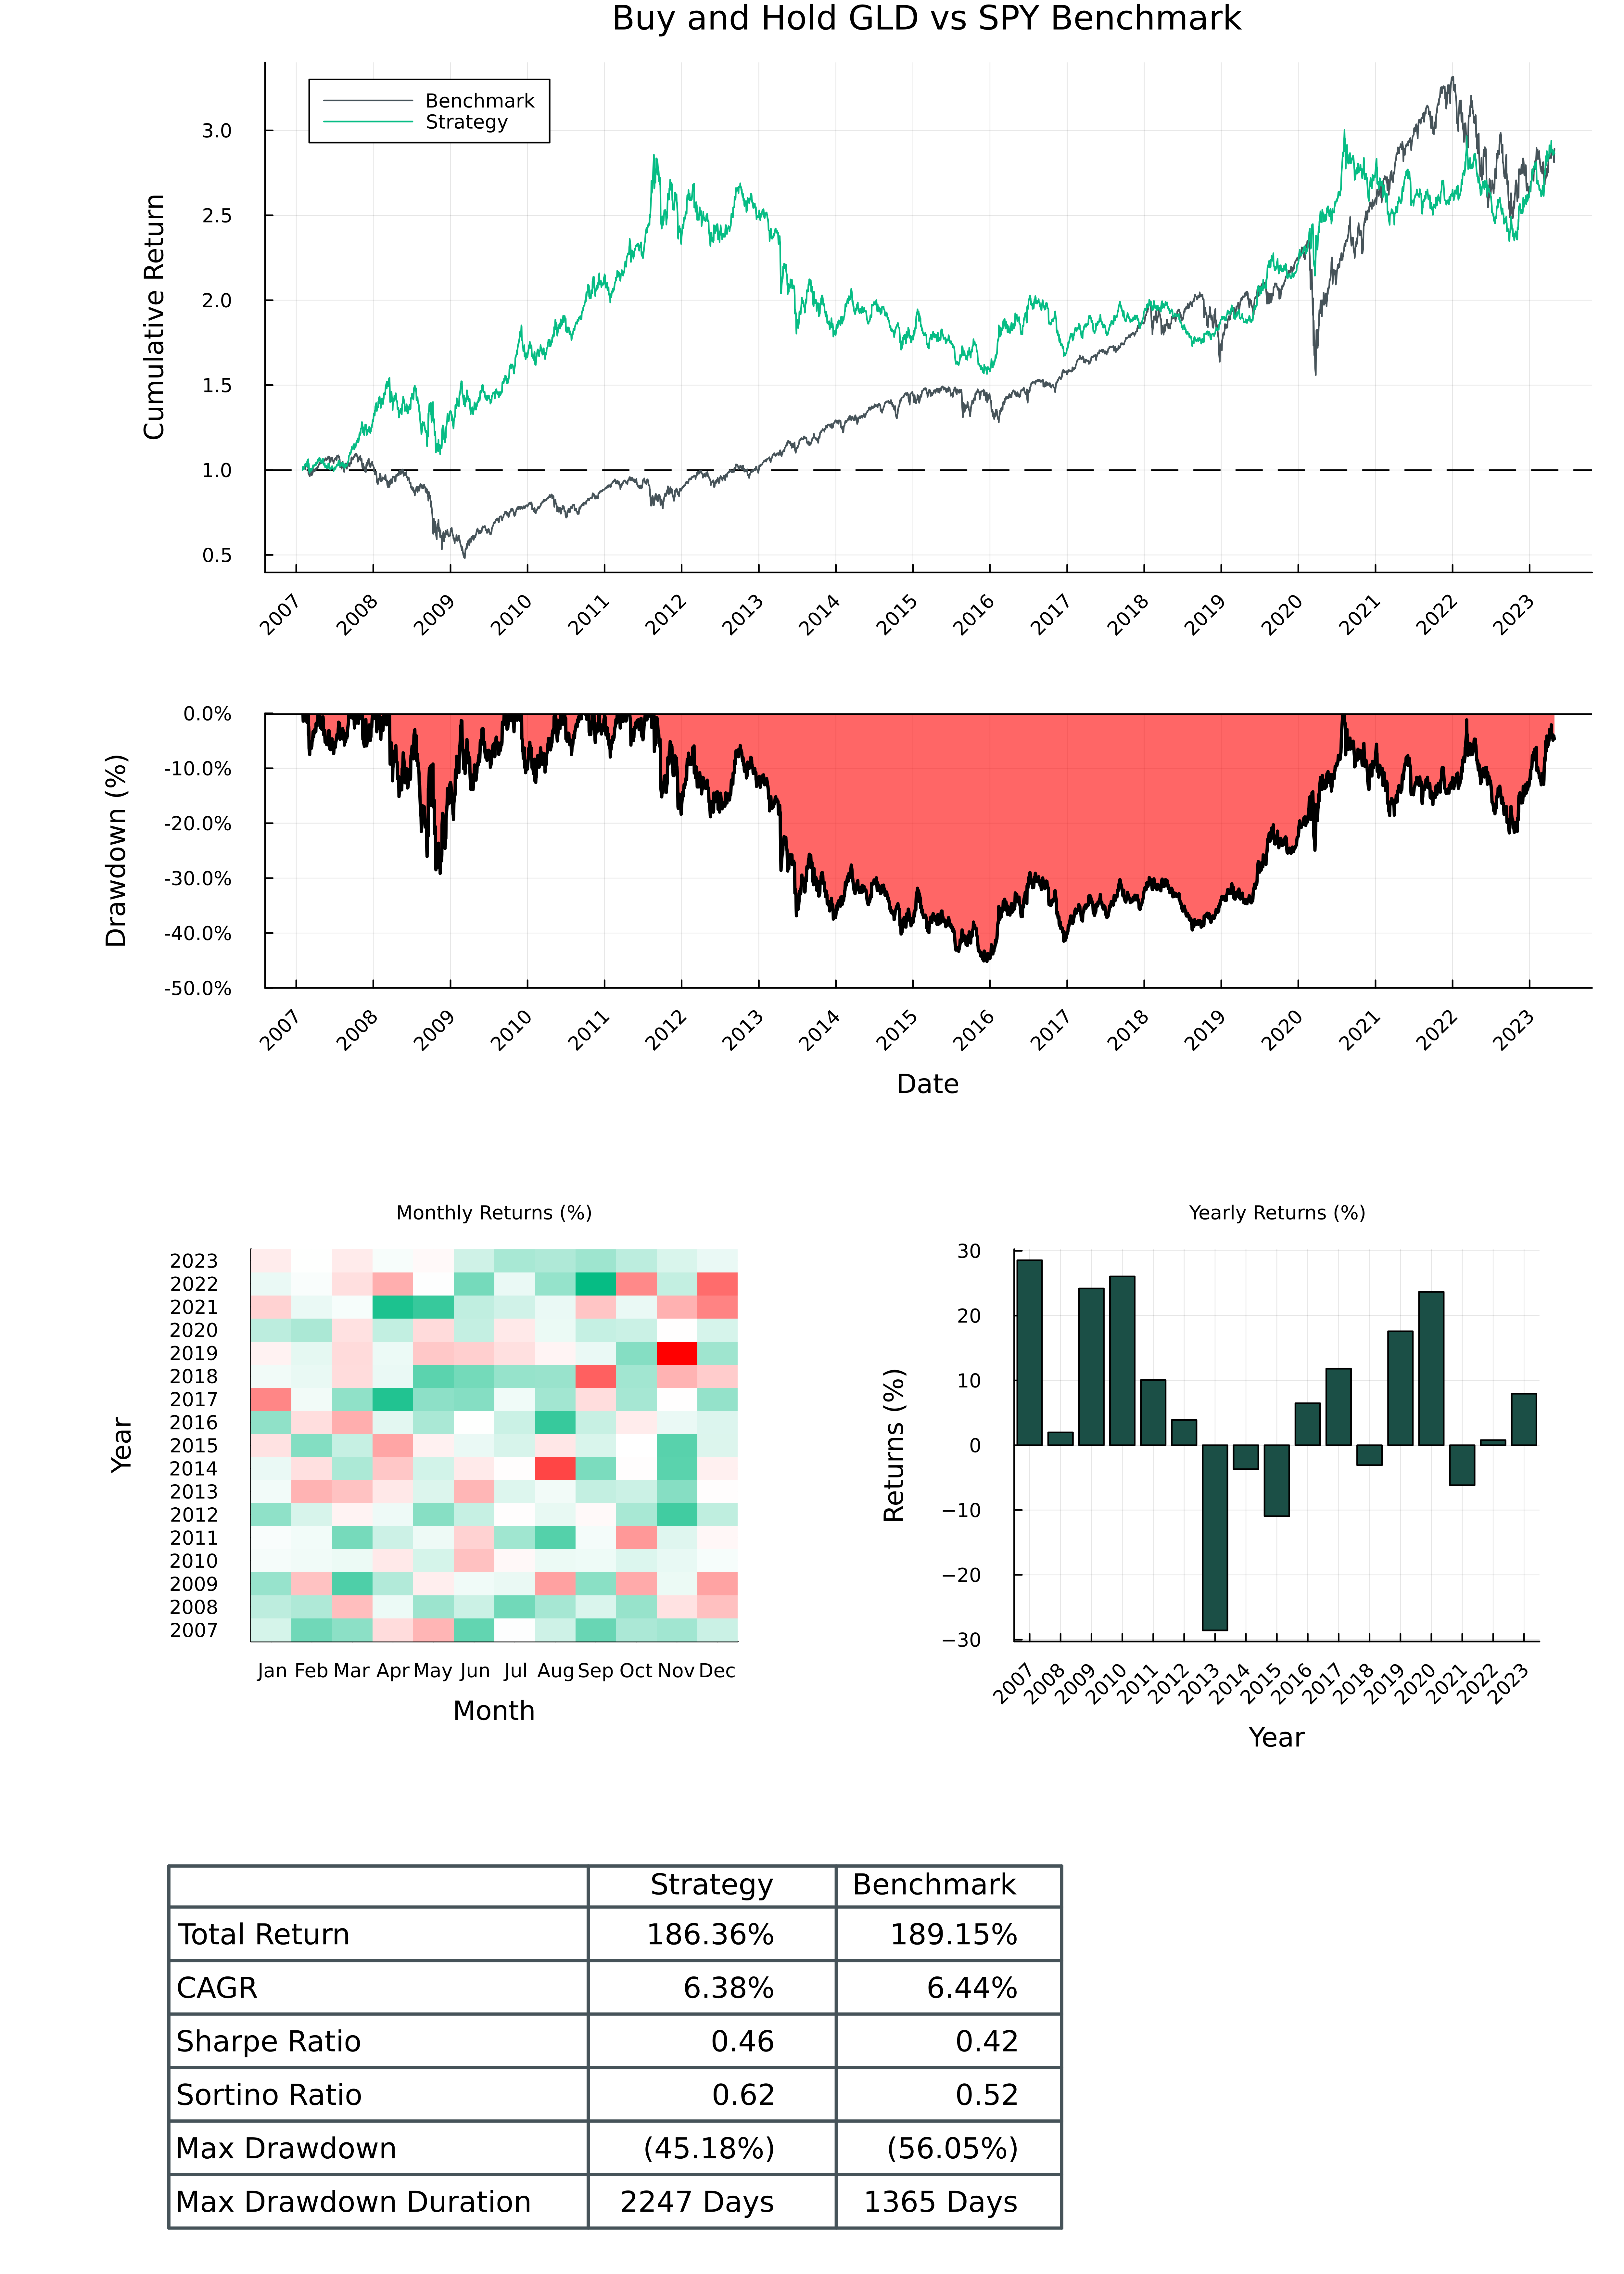 Buy and Hold GLD vs SPY Benchmark
Benchmark
Strategy
Cumulative Return
3.0
2.5
2.0
1.5
1.0
0.5
2007 2008 2009 2010 2011 2012 2013 2014 2015 2016 2017 2018 2019 2020 2021 2022 2023
Drawdown (%)
0.0%
-10.0%
-20.0%
-30.0%
-40.0%
-50.0%
2007 2008 2009 2010 2011 2012 2013 2014 2015 2016 2017 2018 2019 2020 2021 2022 2023
Date
Monthly Returns (%)
Year
2023
2022
2021
2020
2019
2018
2017
2016
2015
2014
2013
2012
2011
2010
2009
2008
2007
Jan Feb Mar Apr May Jun Jul Aug Sep Oct Nov Dec
Month
Yearly Returns (%)
Returns (%)
30
20
10
0
−10
−20
−30
2007 2008 2009 2010 2011 2012 2013 2014 2015 2016 2017 2018 2019 2020 2021 2022 2023
Year
Strategy Benchmark
Total Return 186.36% 189.15%
CAGR 6.38% 6.44%
Sharpe Ratio 0.46 0.42
Sortino Ratio 0.62 0.52
Max Drawdown (45.18%) (56.05%)
Max Drawdown Duration 2247 Days 1365 Days